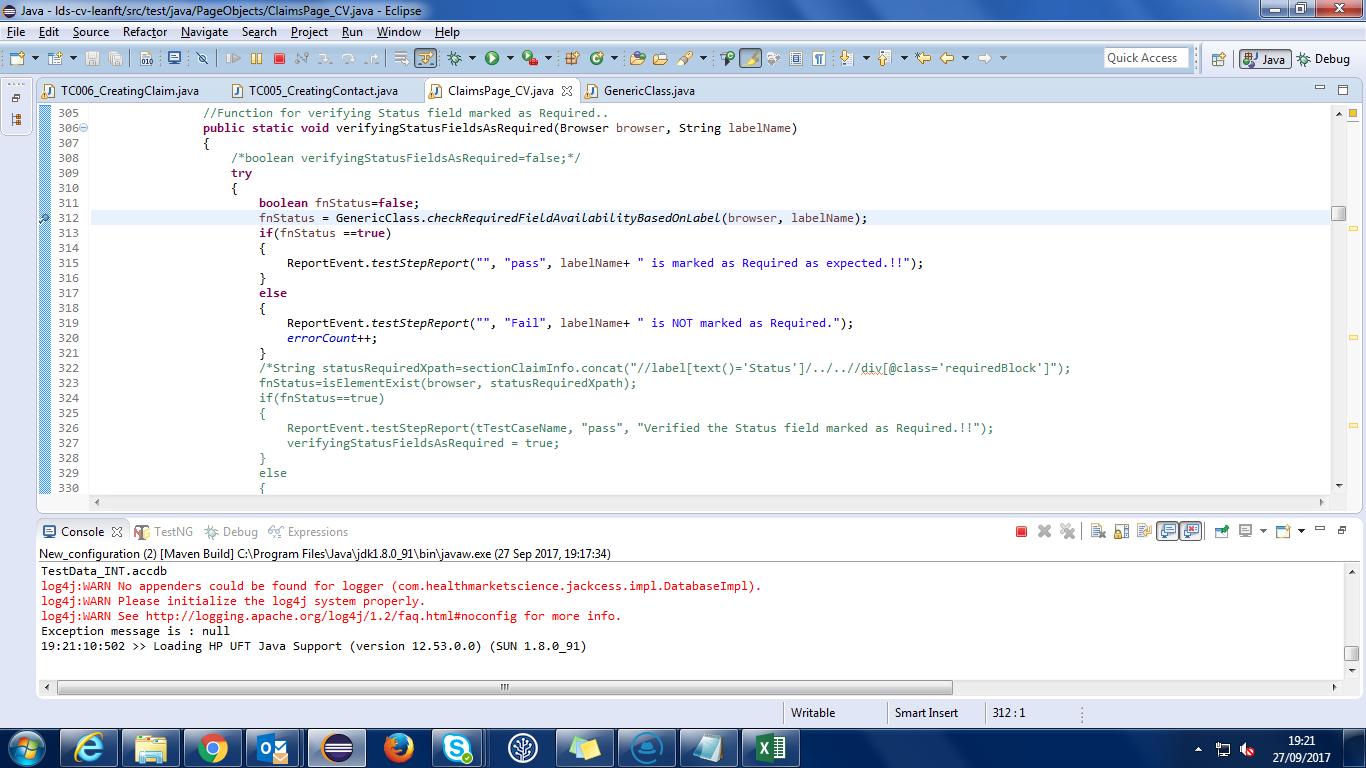 Java - lds-cv-leanft/src/test/java/PageObjects/ClaimsPage_CV.java - Eclipse
File Edit Source Refactor Navigate Search Project Run Window Help
Quick Access Java Debug
TC006_CreatingClaim.java TC005_CreatingContact.java ClaimsPage_CV.java GenericClass.java
305 //Function for verifying Status field marked as Required..
306 public static void verifyingStatusFieldsAsRequired(Browser browser, String labelName)
307 {
308 /*boolean verifyingStatusFieldsAsRequired=false;*/
309 try
310 {
311 boolean fnStatus=false;
312 fnStatus = GenericClass.checkRequiredFieldAvailabilityBasedOnLabel(browser, labelName);
313 if(fnStatus ==true)
314 {
315 ReportEvent.testStepReport("", "pass", labelName+ " is marked as Required as expected.!!");
316 }
317 else
318 {
319 ReportEvent.testStepReport("", "Fail", labelName+ " is NOT marked as Required.");
320 errorCount++;
321 }
322 /*String statusRequiredXpath=sectionClaimInfo.concat("//label[text()='Status']/../..//div[@class='requiredBlock']");
323 fnStatus=isElementExist(browser, statusRequiredXpath);
324 if(fnStatus==true)
325 {
326 ReportEvent.testStepReport(tTestCaseName, "pass", "Verified the Status field marked as Required.!!");
327 verifyingStatusFieldsAsRequired = true;
328 }
329 else
330 {
Console TestNG Debug Expressions
New_configuration (2) [Maven Build] C:\Program Files\Java\jdk1.8.0_91\bin\javaw.exe (27 Sep 2017, 19:17:34)
TestData_INT.accdb
log4j:WARN No appenders could be found for logger (com.healthmarketscience.jackcess.impl.DatabaseImpl).
log4j:WARN Please initialize the log4j system properly.
log4j:WARN See http://logging.apache.org/log4j/1.2/faq.html#noconfig for more info.
Exception message is : null
19:21:10:502 >> Loading HP UFT Java Support (version 12.53.0.0) (SUN 1.8.0_91)
Writable Smart Insert 312 : 1
19:21
27/09/2017